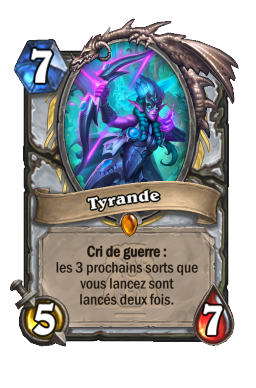 7
Tyrande
Cri de guerre :
les 3 prochains sorts que
vous lancez sont
lancés deux fois.
5
7